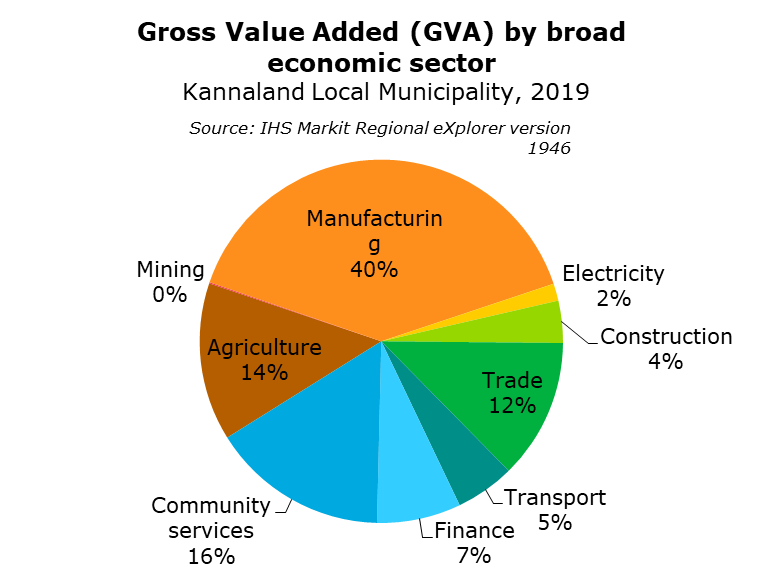 Gross Value Added (GVA) by broad
economic sector
Kannaland Local Municipality, 2019
Source: IHS Markit Regional eXplorer version
1946
Manufacturin
g
40%
Mining
0%
Electricity
2%
Construction
4%
Agriculture
14%
Trade
12%
Community
services
16%
Transport
5%
Finance
7%